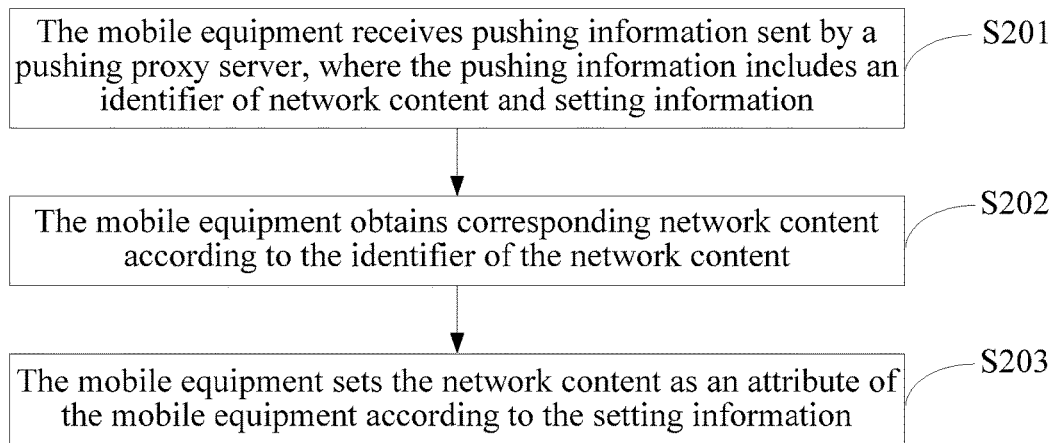 The mobile equipment receives pushing information sent by a
pushing proxy server, where the pushing information includes an
identifier of network content and setting information
S201
The mobile equipment obtains corresponding network content
according to the identifier of the network content
S202
The mobile equipment sets the network content as an attribute of
the mobile equipment according to the setting information
S203